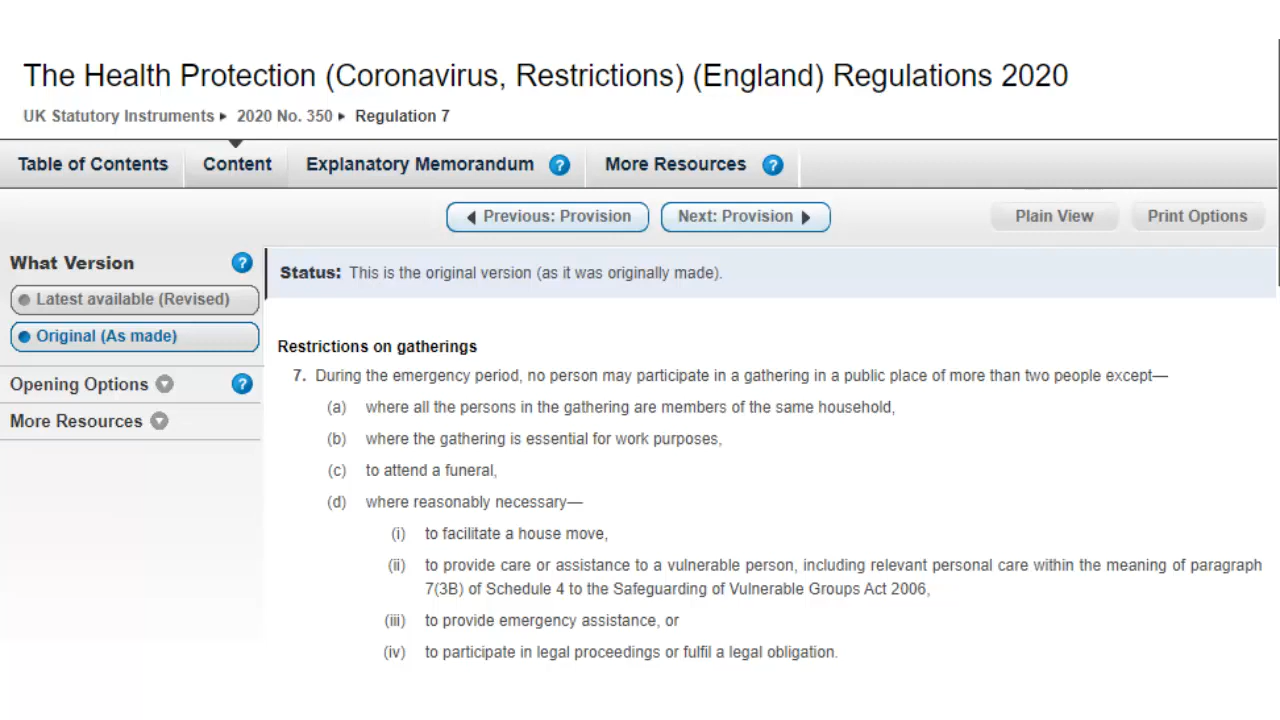 The Health Protection (Coronavirus, Restrictions) (England) Regulations 2020
UK Statutory Instruments 2020 No. 350 Regulation 7
Table of Contents Content Explanatory Memorandum ? More Resources ?
Previous: Provision Next: Provision Plain View Print Options
What Version ?
Latest available (Revised)
Original (As made)
Opening Options ?
More Resources
Status: This is the original version (as it was originally made).
Restrictions on gatherings
7. During the emergency period, no person may participate in a gathering in a public place of more than two people except—
(a) where all the persons in the gathering are members of the same household,
(b) where the gathering is essential for work purposes,
(c) to attend a funeral,
(d) where reasonably necessary—
(i) to facilitate a house move,
(ii) to provide care or assistance to a vulnerable person, including relevant personal care within the meaning of paragraph
7(3B) of Schedule 4 to the Safeguarding of Vulnerable Groups Act 2006,
(iii) to provide emergency assistance, or
(iv) to participate in legal proceedings or fulfil a legal obligation.